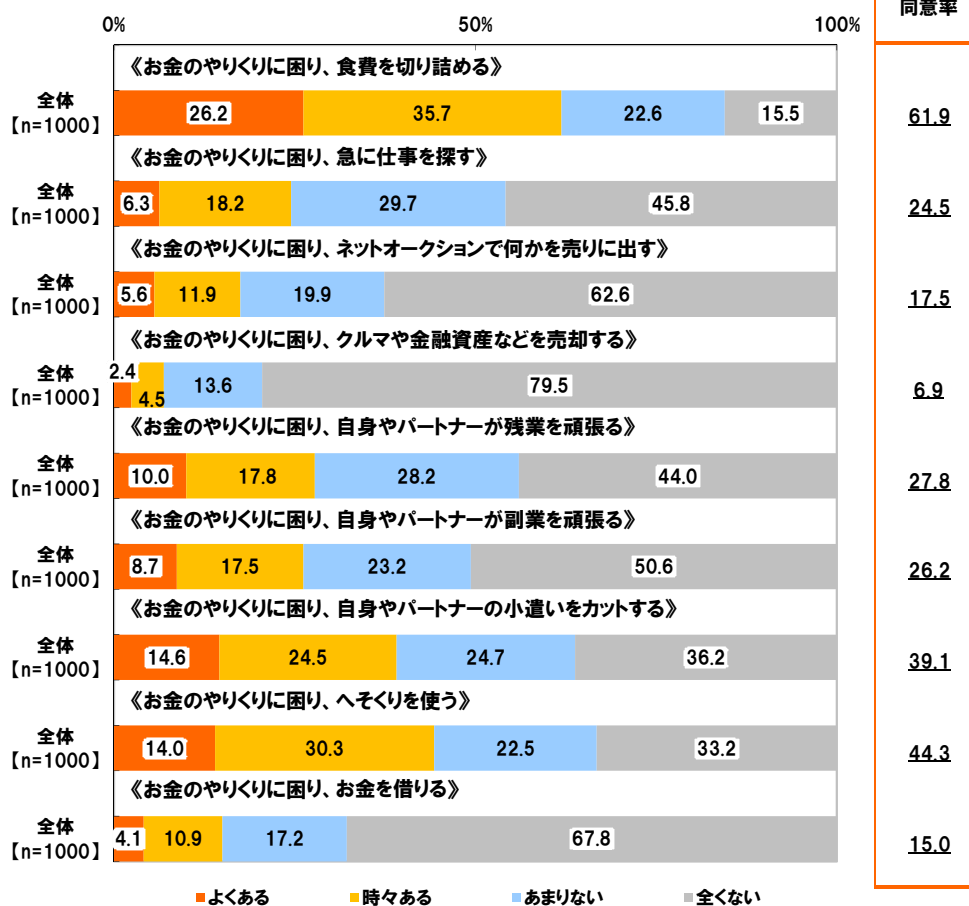 0% 50% 100% 同意率
《お金のやりくりに困り、食費を切り詰める》
全体
【n=1000】 26.2 35.7 22.6 15.5 61.9
《お金のやりくりに困り、急に仕事を探す》
全体
【n=1000】 6.3 18.2 29.7 45.8 24.5
《お金のやりくりに困り、ネットオークションで何かを売りに出す》
全体
【n=1000】 5.6 11.9 19.9 62.6 17.5
《お金のやりくりに困り、クルマや金融資産などを売却する》
全体
【n=1000】 2.4 4.5 13.6 79.5 6.9
《お金のやりくりに困り、自身やパートナーが残業を頑張る》
全体
【n=1000】 10.0 17.8 28.2 44.0 27.8
《お金のやりくりに困り、自身やパートナーが副業を頑張る》
全体
【n=1000】 8.7 17.5 23.2 50.6 26.2
《お金のやりくりに困り、自身やパートナーの小遣いをカットする》
全体
【n=1000】 14.6 24.5 24.7 36.2 39.1
《お金のやりくりに困り、へそくりを使う》
全体
【n=1000】 14.0 30.3 22.5 33.2 44.3
《お金のやりくりに困り、お金を借りる》
全体
【n=1000】 4.1 10.9 17.2 67.8 15.0
よくある 時々ある あまりない 全くない